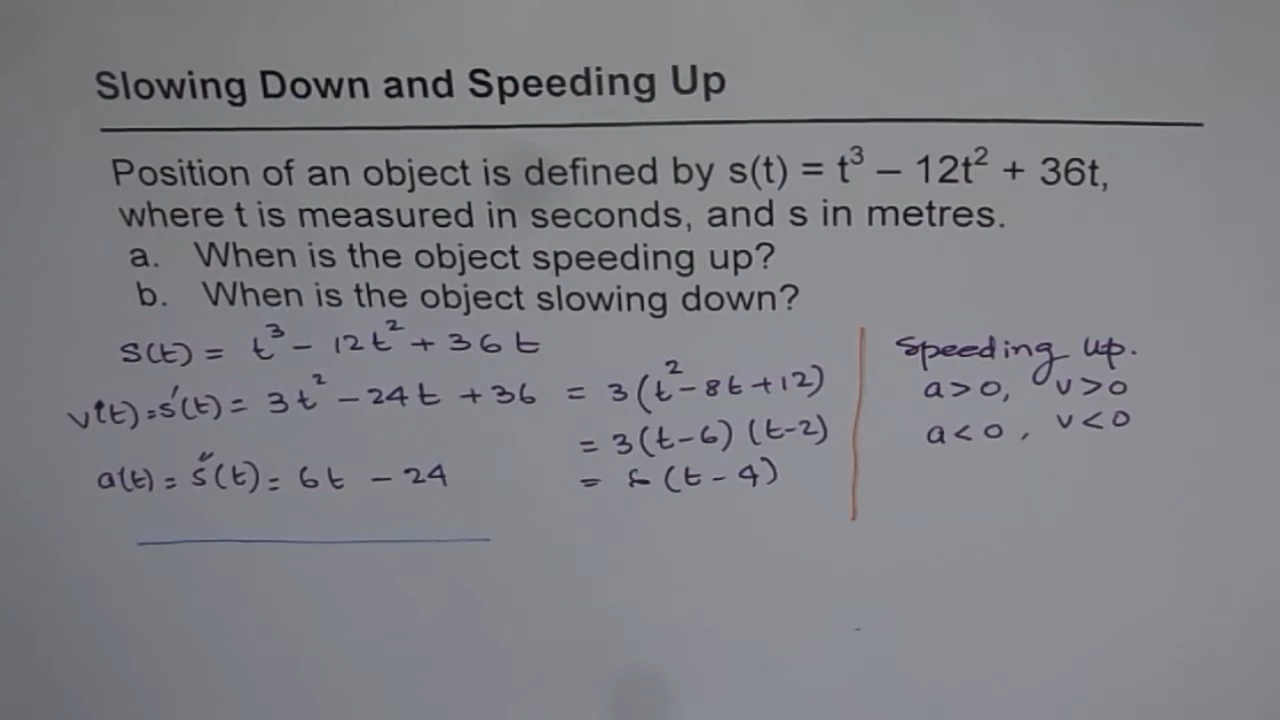 Slowing Down and Speeding Up
Position of an object is defined by s(t) = t³ – 12t² + 36t,
where t is measured in seconds, and s in metres.
a. When is the object speeding up?
b. When is the object slowing down?
s(t) = t³ – 12t² + 36t
v(t) = s'(t) = 3t² – 24t + 36 = 3(t² – 8t + 12)
= 3(t – 6)(t – 2)
a(t) = s''(t) = 6t – 24 = (t – 4)
Speeding up.
a > 0, v > 0
a < 0, v < 0